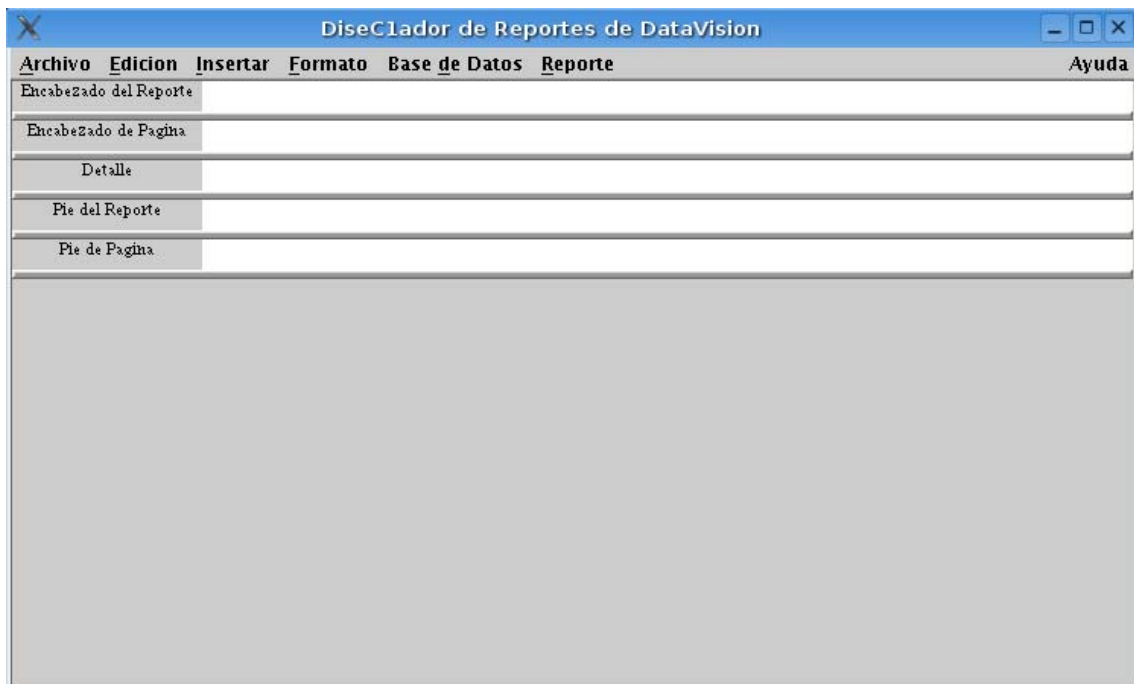 DiseC1ador de Reportes de DataVision
Archivo Edicion Insertar Formato Base de Datos Reporte Ayuda
Encabezado del Reporte
Encabezado de Pagina
Detalle
Pie del Reporte
Pie de Pagina